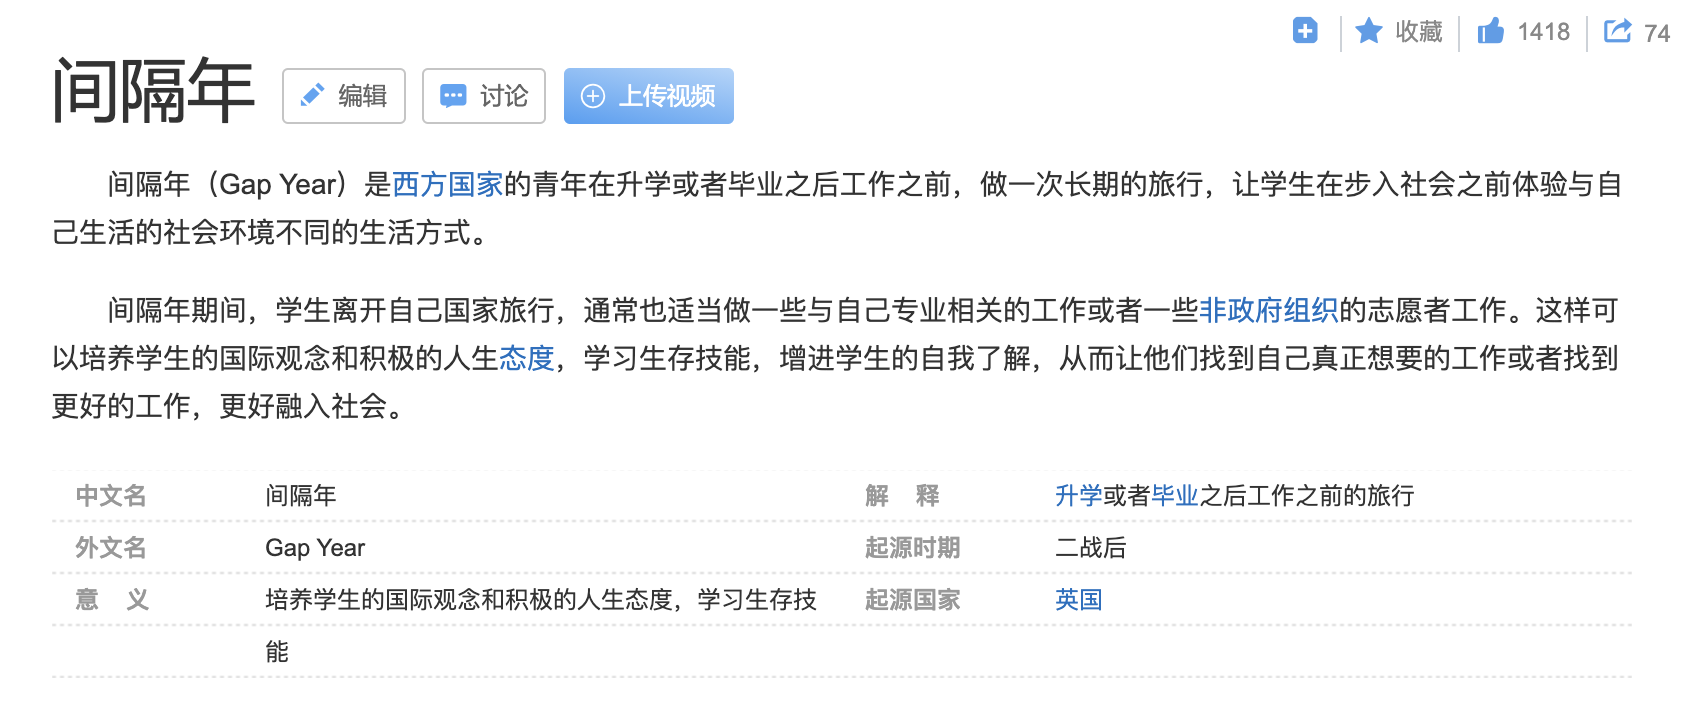 收藏 1418 74
间隔年 编辑 讨论 上传视频
间隔年（Gap Year）是西方国家的青年在升学或者毕业之后工作之前，做一次长期的旅行，让学生在步入社会之前体验与自
己生活的社会环境不同的生活方式。
间隔年期间，学生离开自己国家旅行，通常也适当做一些与自己专业相关的工作或者一些非政府组织的志愿者工作。这样可
以培养学生的国际观念和积极的人生态度，学习生存技能，增进学生的自我了解，从而让他们找到自己真正想要的工作或者找到
更好的工作，更好融入社会。
中文名 间隔年 解 释 升学或者毕业之后工作之前的旅行
外文名 Gap Year 起源时期 二战后
意 义 培养学生的国际观念和积极的人生态度，学习生存技 起源国家 英国
能